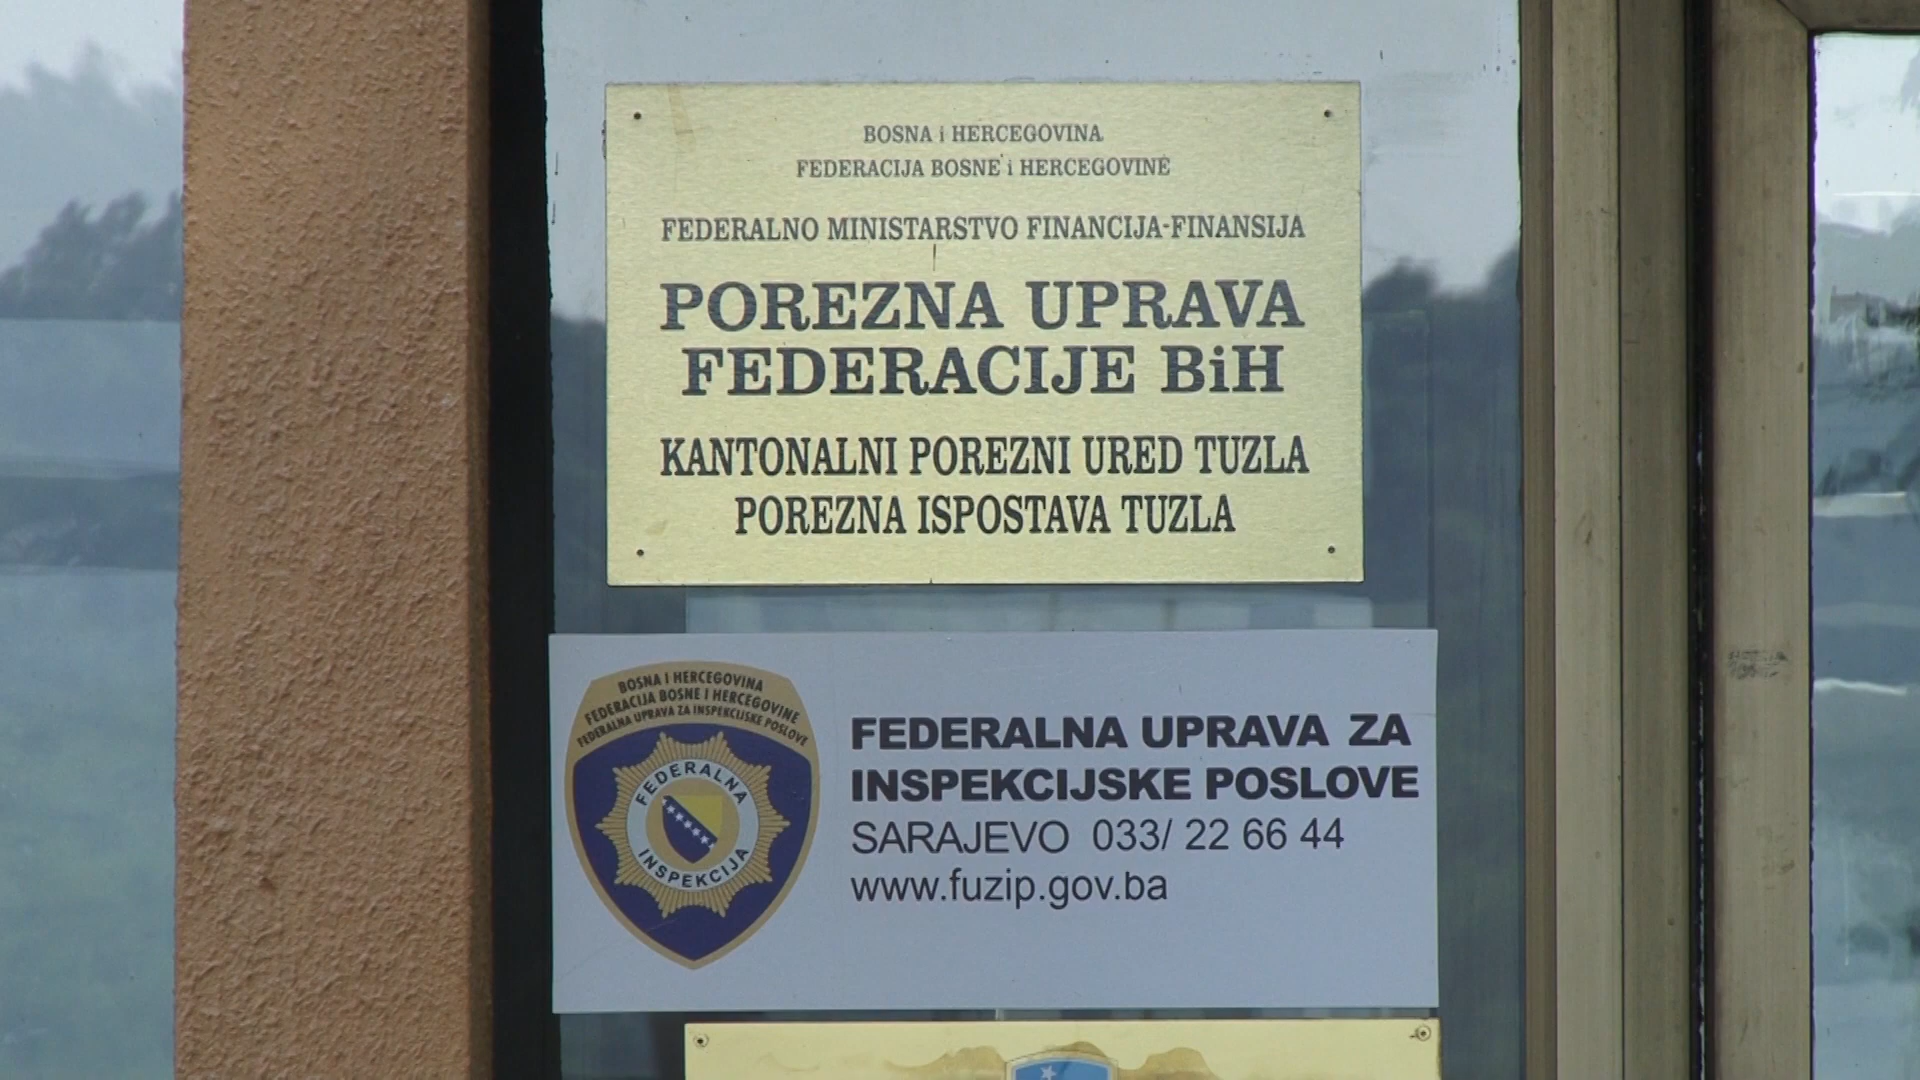 BOSNA i HERCEGOVINA
FEDERACIJA BOSNE i HERCEGOVINE
FEDERALNO MINISTARSTVO FINANCIJA-FINANSIJA
POREZNA UPRAVA
FEDERACIJE BiH
KANTONALNI POREZNI URED TUZLA
POREZNA ISPOSTAVA TUZLA
BOSNA I HERCEGOVINA
FEDERACIJA BOSNE I HERCEGOVINE
FEDERALNA UPRAVA ZA INSPEKCIJSKE POSLOVE
FEDERALNA
INSPEKCIJA
FEDERALNA UPRAVA ZA
INSPEKCIJSKE POSLOVE
SARAJEVO 033/ 22 66 44
www.fuzip.gov.ba